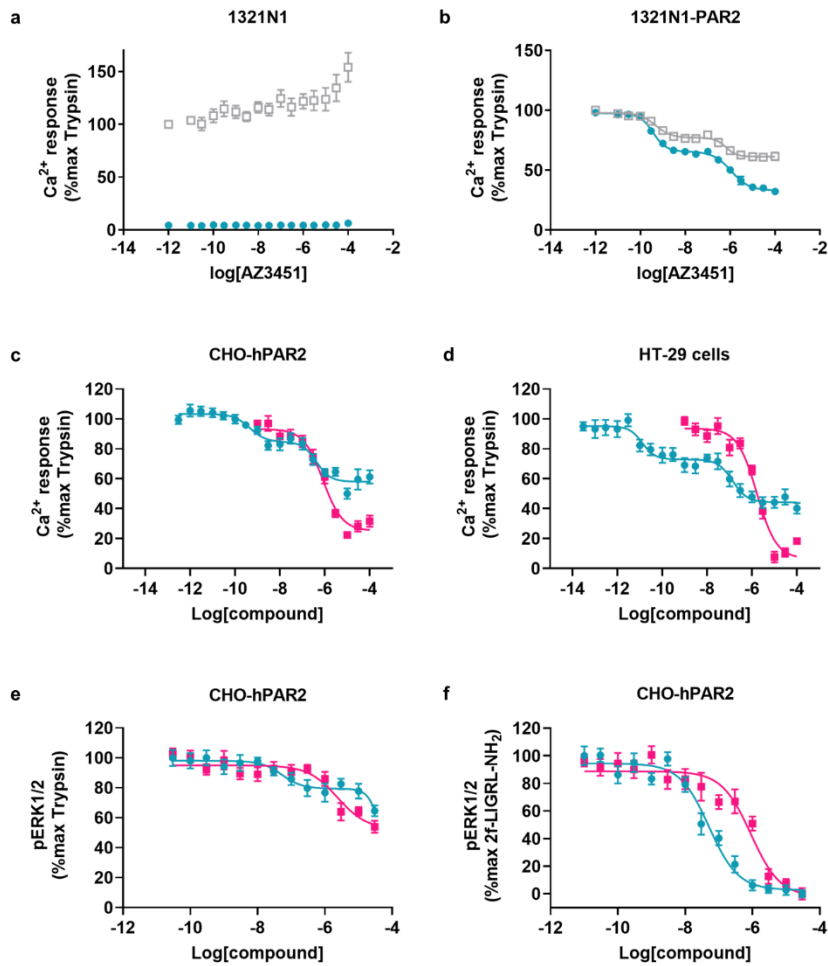 a
1321N1
Ca2+ response
(%max Trypsin)
150
100
50
0
-14 -12 -10 -8 -6 -4 -2
log[AZ3451]
b
1321N1-PAR2
Ca2+ response
(%max Trypsin)
150
100
50
0
-14 -12 -10 -8 -6 -4 -2
log[AZ3451]
c
CHO-hPAR2
Ca2+ response
(%max Trypsin)
120
100
80
60
40
20
0
-14 -12 -10 -8 -6 -4
Log[compound]
d
HT-29 cells
Ca2+ response
(%max Trypsin)
120
100
80
60
40
20
0
-14 -12 -10 -8 -6 -4
Log[compound]
e
CHO-hPAR2
pERK1/2
(%max Trypsin)
120
100
80
60
40
20
0
-12 -10 -8 -6 -4
Log[compound]
f
CHO-hPAR2
pERK1/2
(%max 2f-LIGRL-NH2)
120
100
80
60
40
20
0
-12 -10 -8 -6 -4
Log[compound]